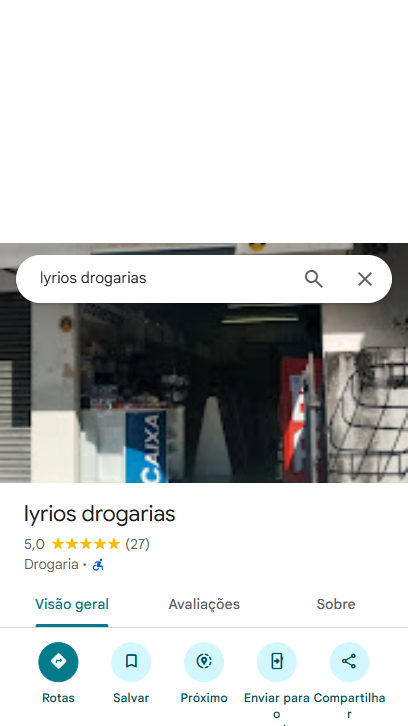 lyrios drogarias
CAIXA
lyrios drogarias
5,0 (27)
Drogaria •
Visão geral Avaliações Sobre
Rotas Salvar Próximo Enviar para o Compartilhar